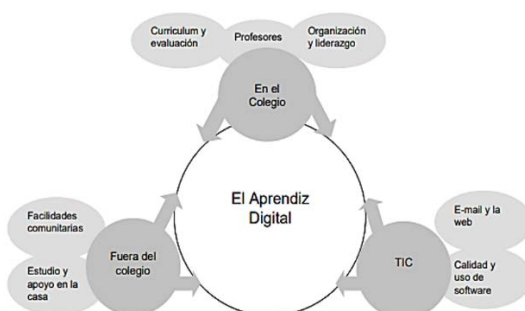 Curriculum y
evaluación
Profesores
Organización
y liderazgo
En el
Colegio
El Aprendiz
Digital
Facilidades
comunitarias
Fuera del
colegio
Estudio y
apoyo en la
casa
E-mail y la
web
TIC
Calidad y
uso de
software